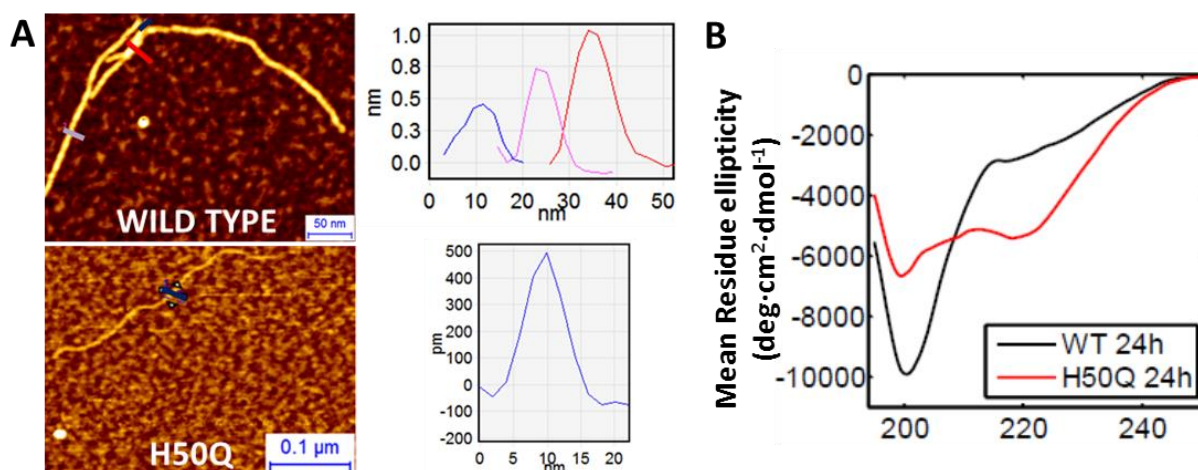 A
WILD TYPE
50 nm
nm
1.0
0.8
0.5
0.3
0.0
0 10 20 30 40 50
nm
H50Q
0.1 µm
pm
500
400
300
200
100
0
-100
-200
0 5 10 15 20
nm
B
Mean Residue ellipticity
(deg·cm²·dmol⁻¹)
0
-2000
-4000
-6000
-8000
-10000
200 220 240
WT 24h
H50Q 24h